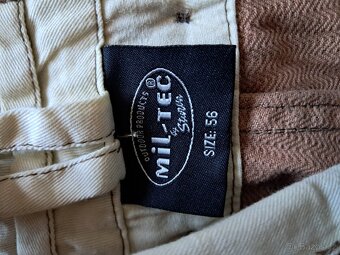 OUTDOOR PRODUCTS
MiL-TEC®
by Sturm
SIZE: 56